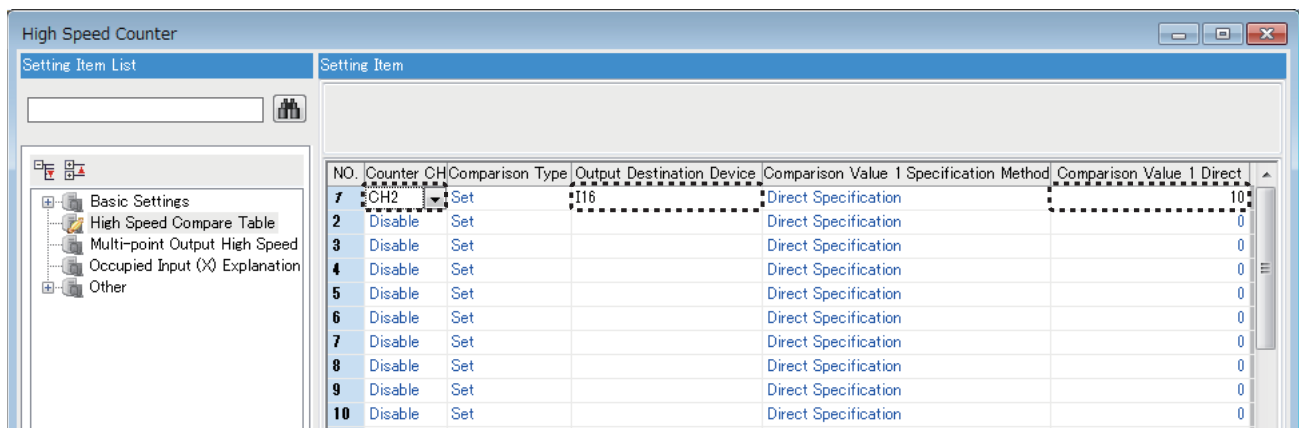 High Speed Counter
Setting Item List
Setting Item
NO. Counter CH Comparison Type Output Destination Device Comparison Value 1 Specification Method Comparison Value 1 Direct
Basic Settings
High Speed Compare Table
Multi-point Output High Speed
Occupied Input (X) Explanation
Other
1 CH2 Set I16 Direct Specification 10
2 Disable Set Direct Specification 0
3 Disable Set Direct Specification 0
4 Disable Set Direct Specification 0
5 Disable Set Direct Specification 0
6 Disable Set Direct Specification 0
7 Disable Set Direct Specification 0
8 Disable Set Direct Specification 0
9 Disable Set Direct Specification 0
10 Disable Set Direct Specification 0